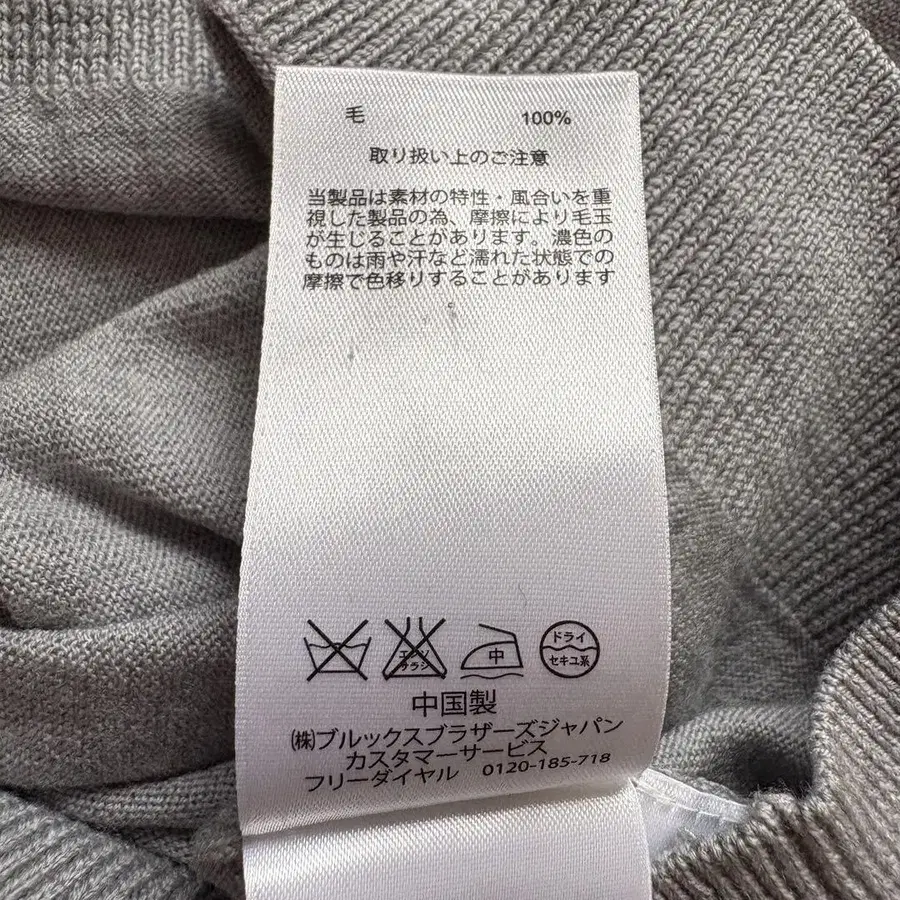 毛 100%
取り扱い上のご注意
当製品は素材の特性・風合いを重
視した製品の為、摩擦により毛玉
が生じることがあります。濃色の
ものは雨や汗など濡れた状態での
摩擦で色移りすることがあります
エンソ
サラシ
中
ドライ
セキユ系
中国製
㈱ブルックスブラザーズジャパン
カスタマーサービス
フリーダイヤル 0120-185-718